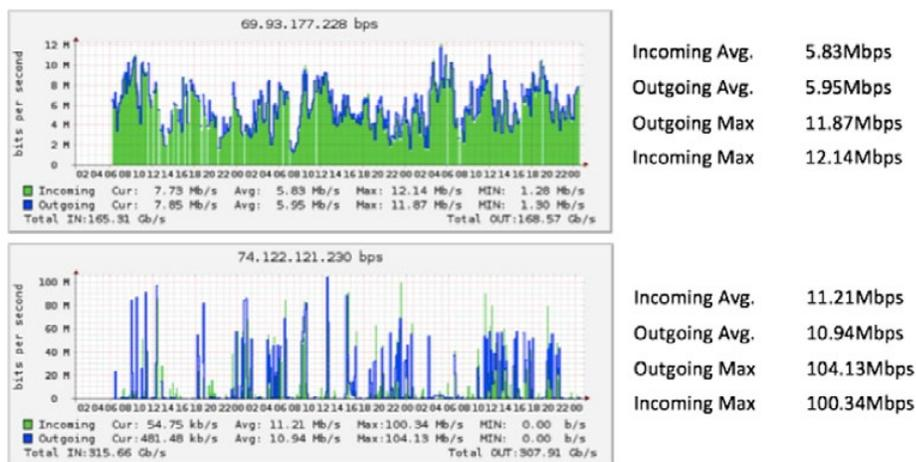 69.93.177.228 bps
bits per second
12 M
10 M
8 M
6 M
4 M
2 M
0
02 04 06 08 10 12 14 16 18 20 22 00 02 04 06 08 10 12 14 16 18 20 22 00 02 04 06 08 10 12 14 16 18 20 22 00
Incoming Cur: 7.73 Mb/s Avg: 5.83 Mb/s Max: 12.14 Mb/s MIN: 1.28 Mb/s
Outgoing Cur: 7.85 Mb/s Avg: 5.95 Mb/s Max: 11.87 Mb/s MIN: 1.30 Mb/s
Total IN:165.31 Gb/s Total OUT:168.57 Gb/s
Incoming Avg. 5.83Mbps
Outgoing Avg. 5.95Mbps
Outgoing Max 11.87Mbps
Incoming Max 12.14Mbps
74.122.121.230 bps
bits per second
100 M
80 M
60 M
40 M
20 M
0
02 04 06 08 10 12 14 16 18 20 22 00 02 04 06 08 10 12 14 16 18 20 22 00 02 04 06 08 10 12 14 16 18 20 22 00
Incoming Cur: 54.75 kb/s Avg: 11.21 Mb/s Max:100.34 Mb/s MIN: 0.00 b/s
Outgoing Cur:481.48 kb/s Avg: 10.94 Mb/s Max:104.13 Mb/s MIN: 0.00 b/s
Total IN:315.66 Gb/s Total OUT:307.91 Gb/s
Incoming Avg. 11.21Mbps
Outgoing Avg. 10.94Mbps
Outgoing Max 104.13Mbps
Incoming Max 100.34Mbps